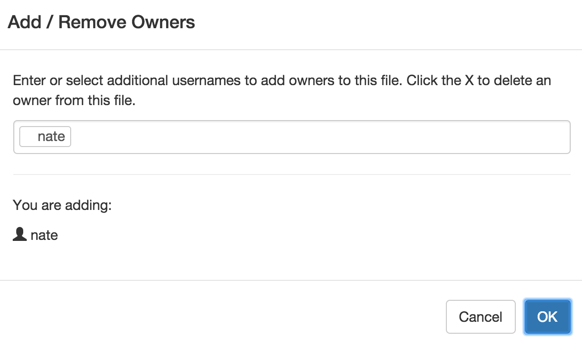 Add / Remove Owners
Enter or select additional usernames to add owners to this file. Click the X to delete an
owner from this file.
nate
You are adding:
nate
Cancel
OK